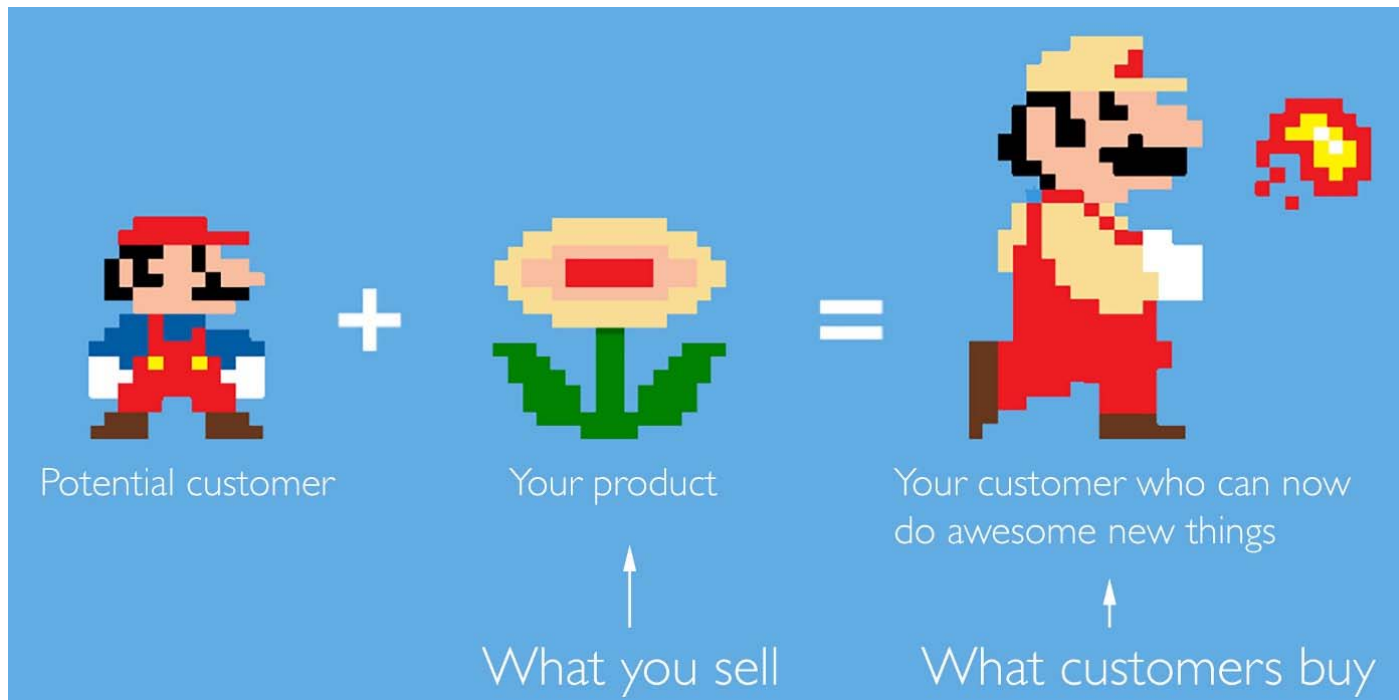 +
=
Potential customer
Your product
Your customer who can now
do awesome new things
What you sell
What customers buy